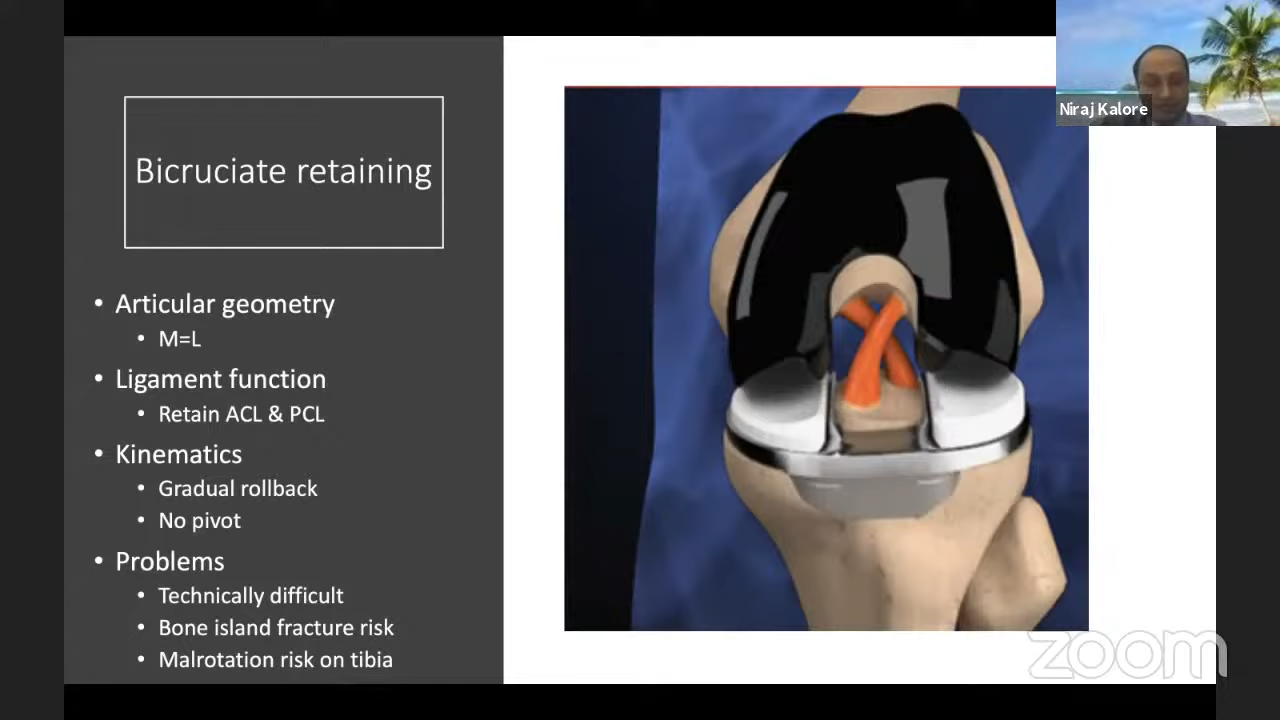 Bicruciate retaining
• Articular geometry
• M=L
• Ligament function
• Retain ACL & PCL
• Kinematics
• Gradual rollback
• No pivot
• Problems
• Technically difficult
• Bone island fracture risk
• Malrotation risk on tibia
Niraj Kalore
zoom